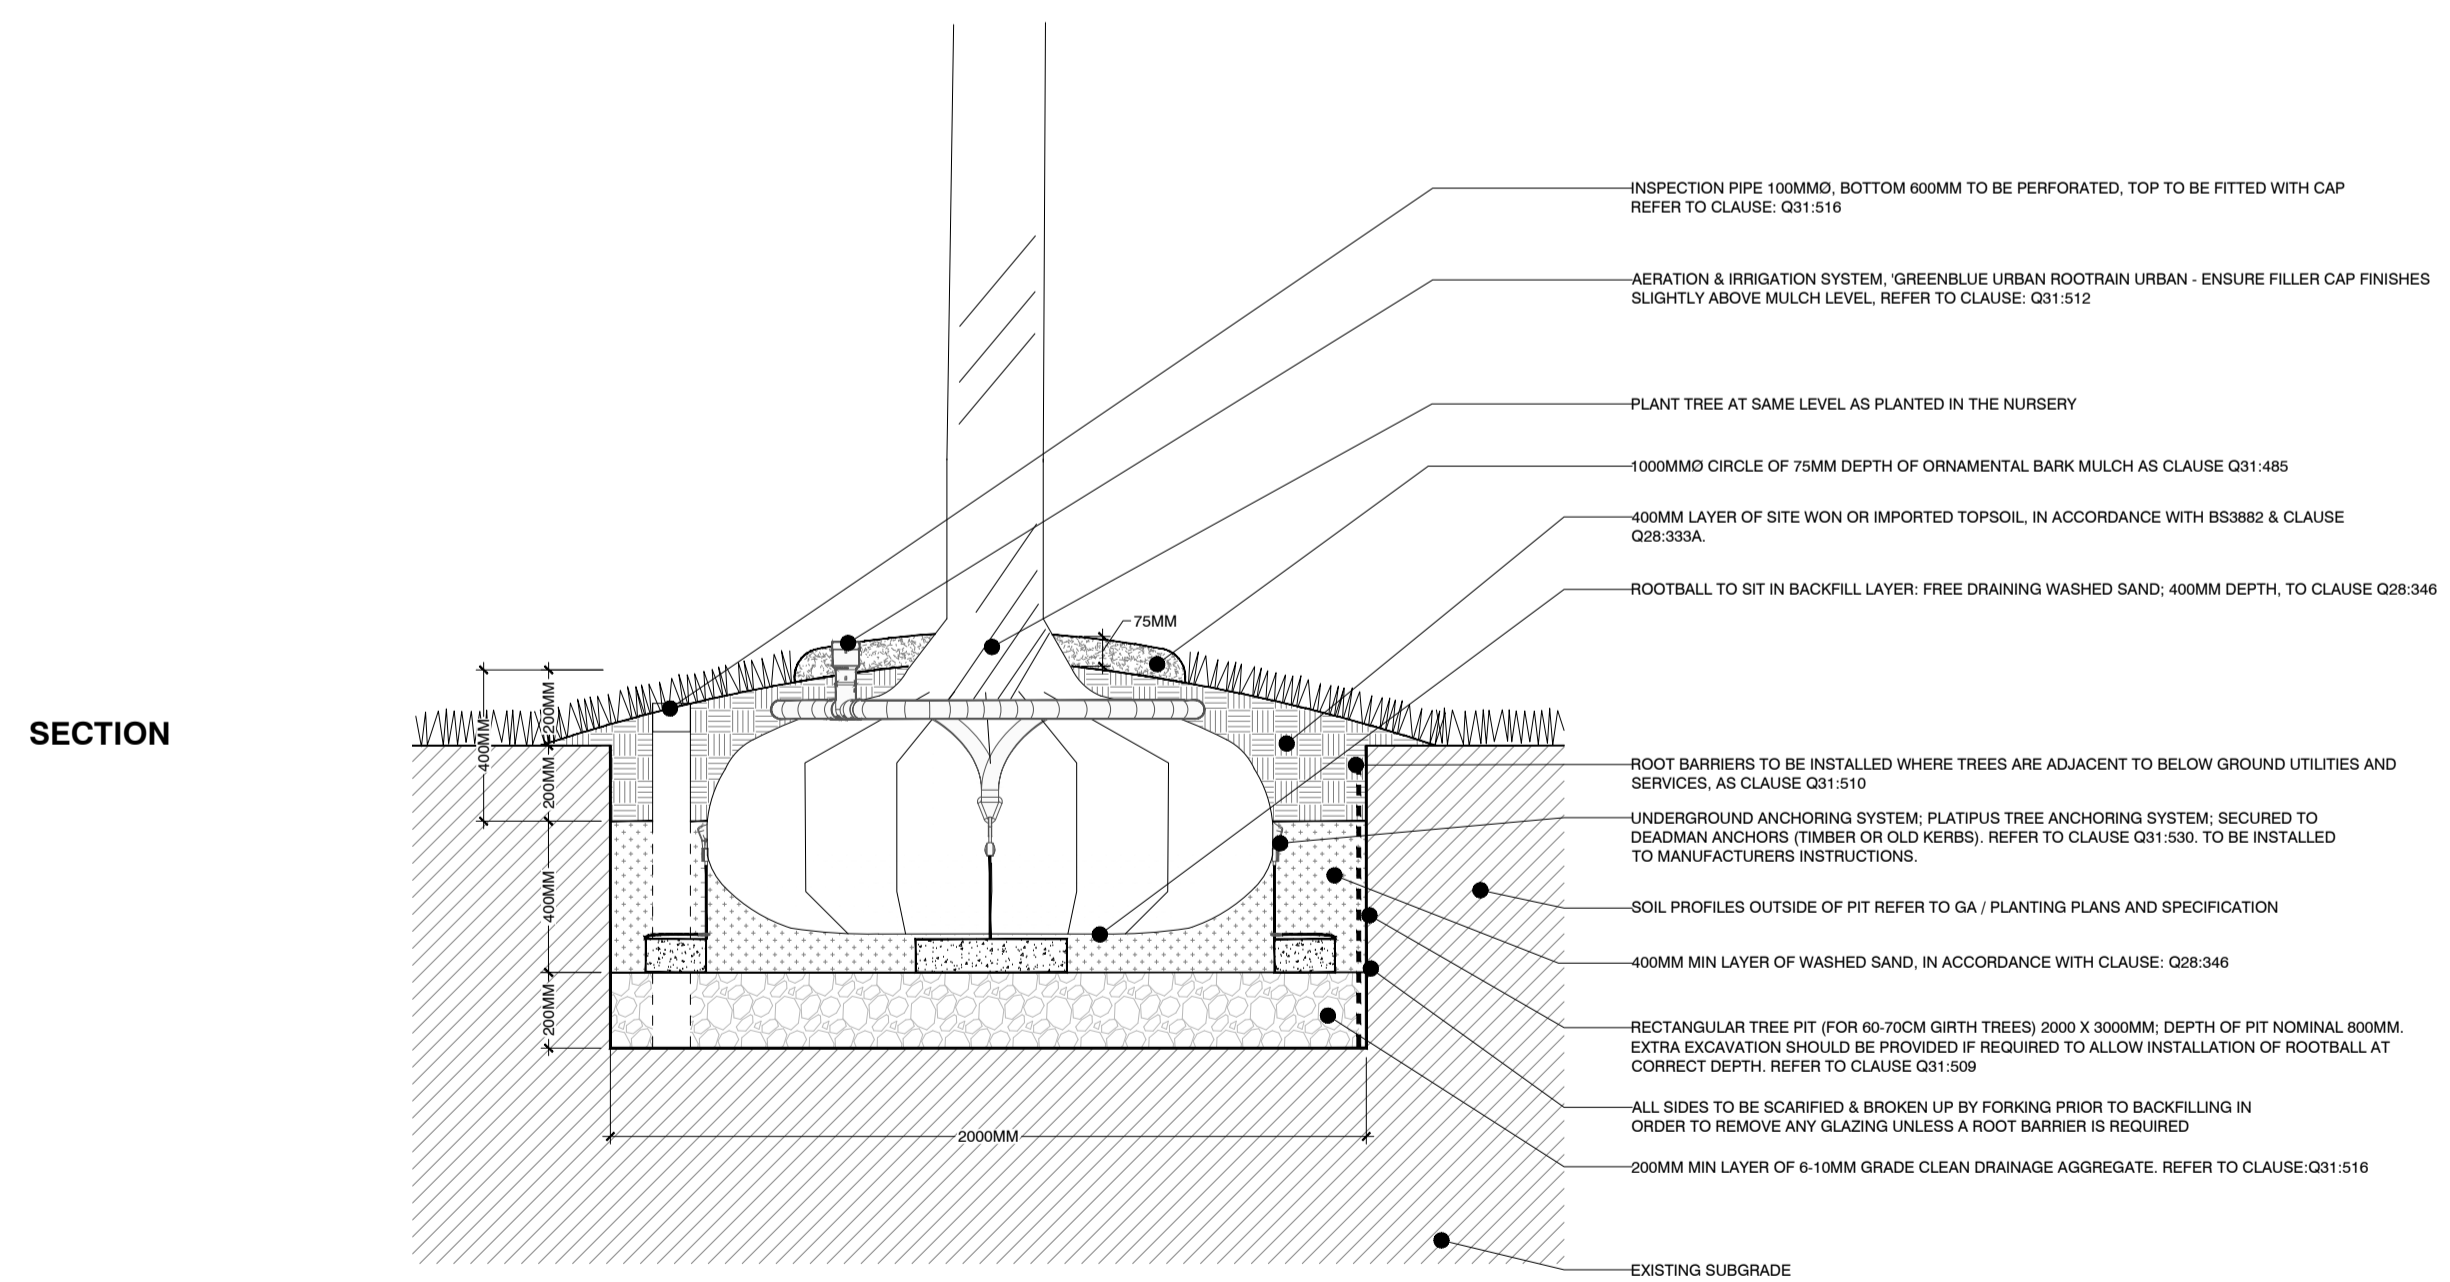 INSPECTION PIPE 100MMØ, BOTTOM 600MM TO BE PERFORATED, TOP TO BE FITTED WITH CAP
REFER TO CLAUSE: Q31:516
AERATION & IRRIGATION SYSTEM, 'GREENBLUE URBAN ROOTRAIN URBAN - ENSURE FILLER CAP FINISHES
SLIGHTLY ABOVE MULCH LEVEL, REFER TO CLAUSE: Q31:512
PLANT TREE AT SAME LEVEL AS PLANTED IN THE NURSERY
1000MMØ CIRCLE OF 75MM DEPTH OF ORNAMENTAL BARK MULCH AS CLAUSE Q31:485
400MM LAYER OF SITE WON OR IMPORTED TOPSOIL, IN ACCORDANCE WITH BS3882 & CLAUSE
Q28:333A.
ROOTBALL TO SIT IN BACKFILL LAYER: FREE DRAINING WASHED SAND; 400MM DEPTH, TO CLAUSE Q28:346
75MM
SECTION
400MM
200MM
200MM
400MM
200MM
2000MM
ROOT BARRIERS TO BE INSTALLED WHERE TREES ARE ADJACENT TO BELOW GROUND UTILITIES AND
SERVICES, AS CLAUSE Q31:510
UNDERGROUND ANCHORING SYSTEM; PLATIPUS TREE ANCHORING SYSTEM; SECURED TO
DEADMAN ANCHORS (TIMBER OR OLD KERBS). REFER TO CLAUSE Q31:530. TO BE INSTALLED
TO MANUFACTURERS INSTRUCTIONS.
SOIL PROFILES OUTSIDE OF PIT REFER TO GA / PLANTING PLANS AND SPECIFICATION
400MM MIN LAYER OF WASHED SAND, IN ACCORDANCE WITH CLAUSE: Q28:346
RECTANGULAR TREE PIT (FOR 60-70CM GIRTH TREES) 2000 X 3000MM; DEPTH OF PIT NOMINAL 800MM.
EXTRA EXCAVATION SHOULD BE PROVIDED IF REQUIRED TO ALLOW INSTALLATION OF ROOTBALL AT
CORRECT DEPTH. REFER TO CLAUSE Q31:509
ALL SIDES TO BE SCARIFIED & BROKEN UP BY FORKING PRIOR TO BACKFILLING IN
ORDER TO REMOVE ANY GLAZING UNLESS A ROOT BARRIER IS REQUIRED
200MM MIN LAYER OF 6-10MM GRADE CLEAN DRAINAGE AGGREGATE. REFER TO CLAUSE:Q31:516
EXISTING SUBGRADE